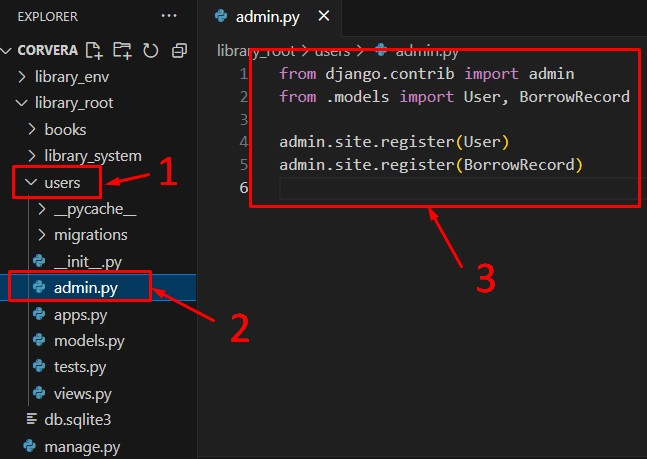 EXPLORER
CORVERA
library_env
library_root
books
library_system
users
__pycache__
migrations
__init__.py
admin.py
apps.py
models.py
tests.py
views.py
db.sqlite3
manage.py
1
2
admin.py
library_root > users > admin.py
1 from django.contrib import admin
2 from .models import User, BorrowRecord
3
4 admin.site.register(User)
5 admin.site.register(BorrowRecord)
6
3